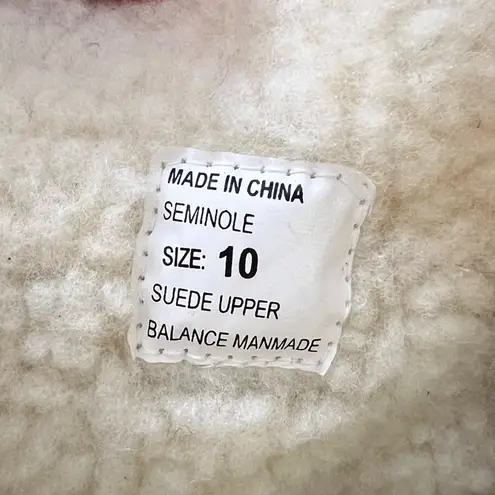 MADE IN CHINA
SEMINOLE
SIZE: 10
SUEDE UPPER
BALANCE MANMADE